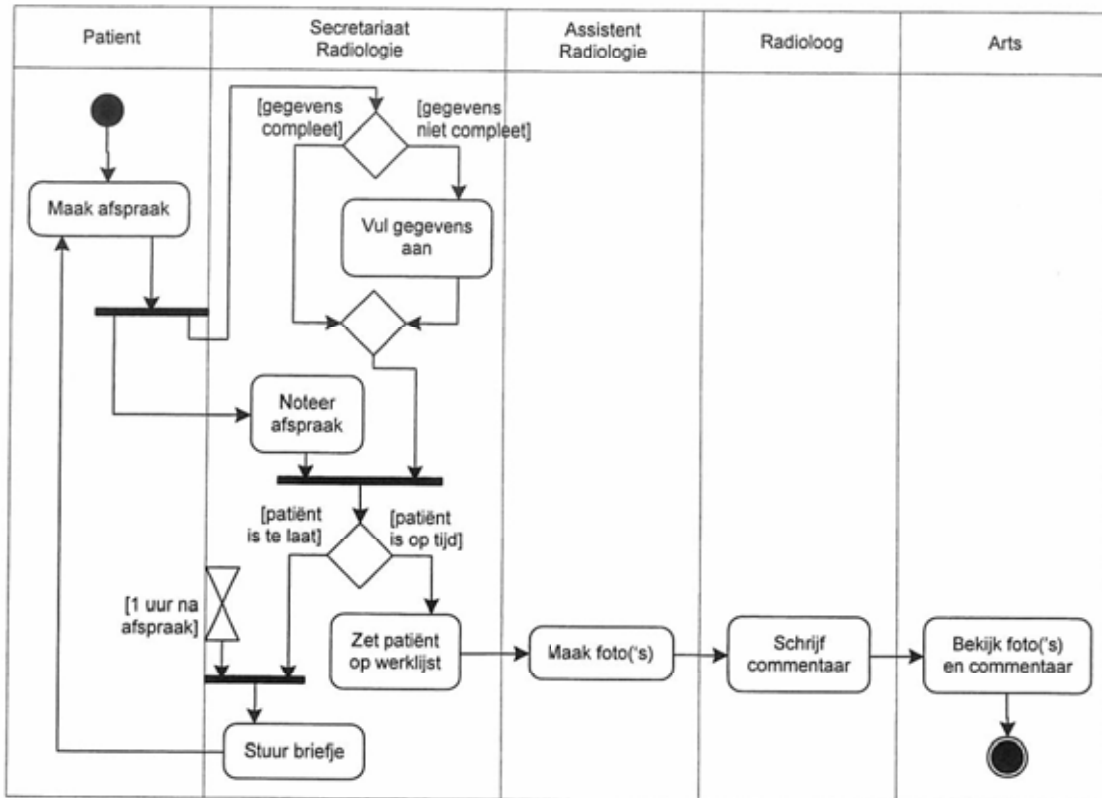 Patient
Secretariaat
Radiologie
Assistent
Radiologie
Radioloog
Arts
[gegevens
compleet]
[gegevens
niet compleet]
Maak afspraak
Vul gegevens
aan
Noteer
afspraak
[patiënt
is te laat]
[patiënt
is op tijd]
[1 uur na
afspraak]
Zet patiënt
op werklijst
Maak foto('s)
Schrijf
commentaar
Bekijk foto('s)
en commentaar
Stuur briefje